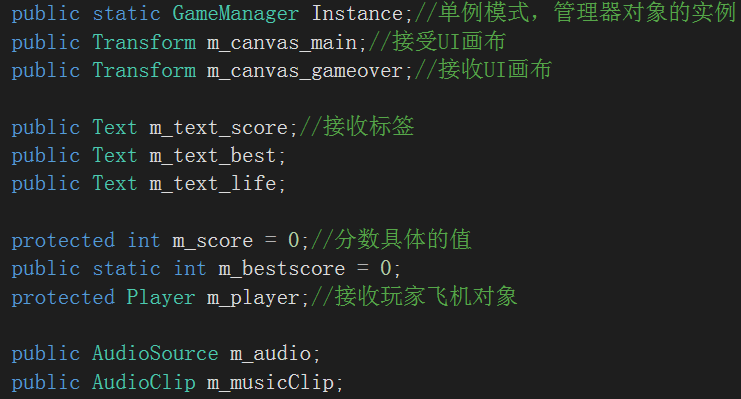 public static GameManager Instance;//单例模式，管理器对象的实例
public Transform m_canvas_main;//接受UI画布
public Transform m_canvas_gameover;//接收UI画布
public Text m_text_score;//接收标签
public Text m_text_best;
public Text m_text_life;
protected int m_score = 0;//分数具体的值
public static int m_bestscore = 0;
protected Player m_player;//接收玩家飞机对象
public AudioSource m_audio;
public AudioClip m_musicClip;